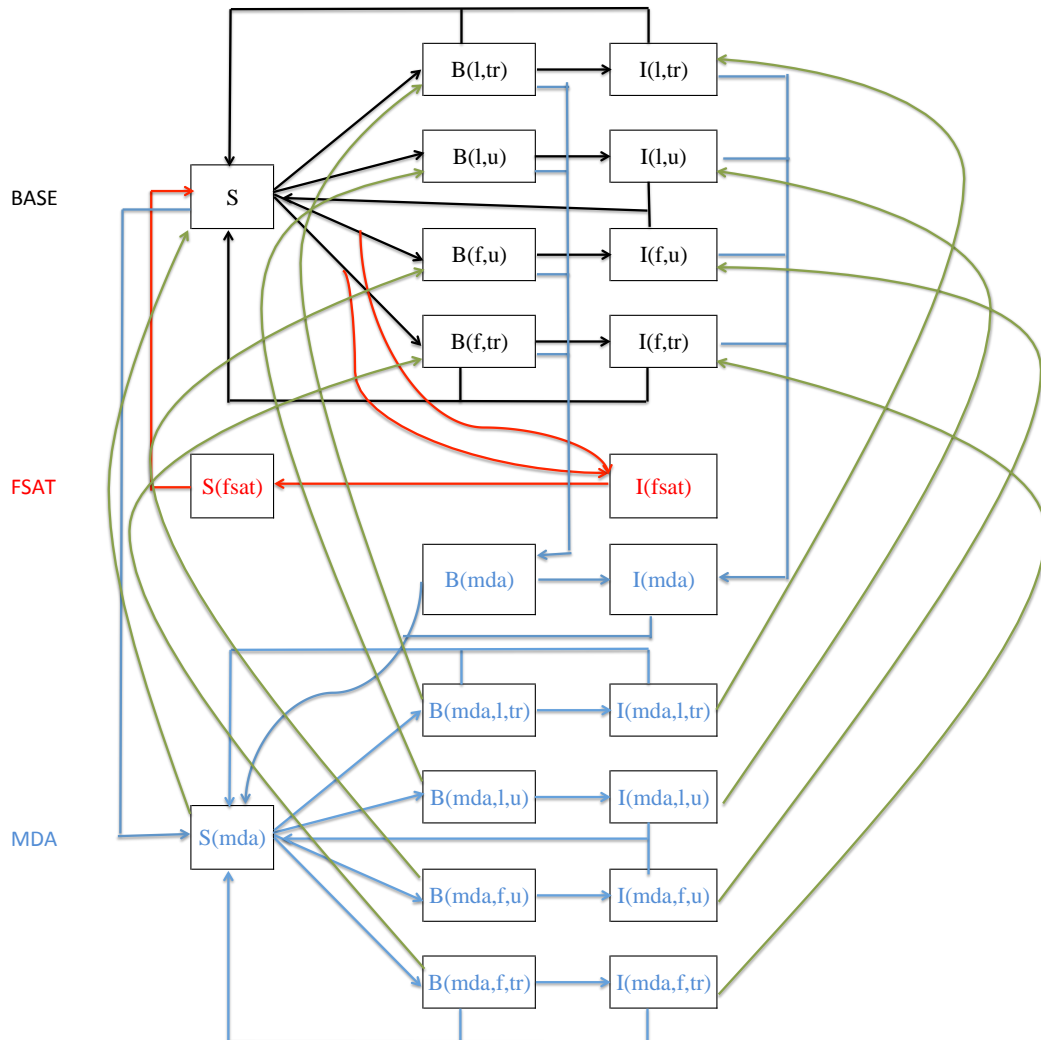 B(l,tr) I(l,tr)
B(l,u) I(l,u)
BASE S
B(f,u) I(f,u)
B(f,tr) I(f,tr)
FSAT S(fsat) I(fsat)
B(mda) I(mda)
B(mda,l,tr) I(mda,l,tr)
B(mda,l,u) I(mda,l,u)
MDA S(mda)
B(mda,f,u) I(mda,f,u)
B(mda,f,tr) I(mda,f,tr)